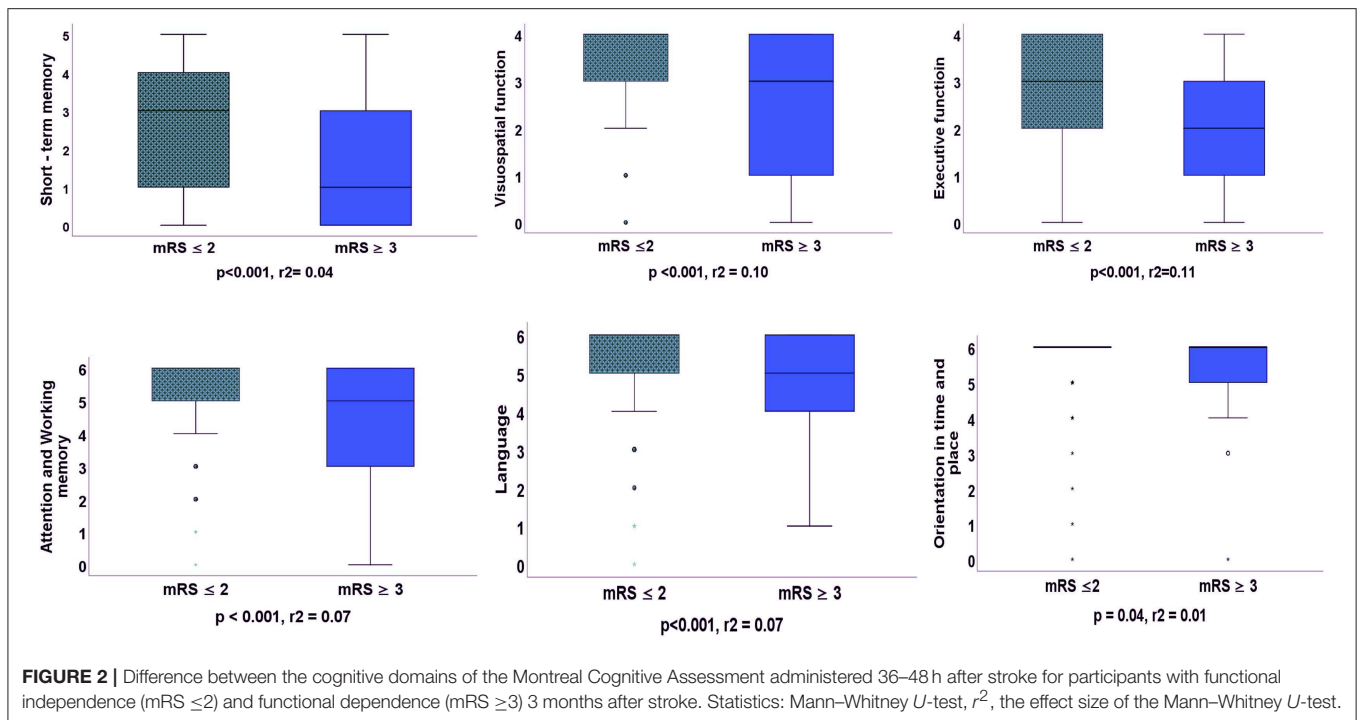 Short - term memory
5
4
3
2
1
0
mRS ≤ 2
mRS ≥ 3
p<0.001, r2= 0.04
Visuospatial function
4
3
2
1
0
mRS ≤2
mRS ≥ 3
p <0.001, r2 = 0.10
Executive functioin
4
3
2
1
0
mRS ≤ 2
mRS ≥ 3
p<0.001, r2=0.11
Attention and Working
memory
6
5
4
3
2
1
0
mRS ≤ 2
mRS ≥ 3
p < 0.001, r2 = 0.07
Language
6
5
4
3
2
1
0
mRS ≤ 2
mRS ≥ 3
p<0.001, r2 = 0.07
Orientation in time and
place
6
5
4
3
2
1
0
mRS ≤2
mRS ≥ 3
p = 0.04, r2 = 0.01
FIGURE 2 | Difference between the cognitive domains of the Montreal Cognitive Assessment administered 36–48 h after stroke for participants with functional
independence (mRS ≤2) and functional dependence (mRS ≥3) 3 months after stroke. Statistics: Mann–Whitney U-test, r², the effect size of the Mann–Whitney U-test.